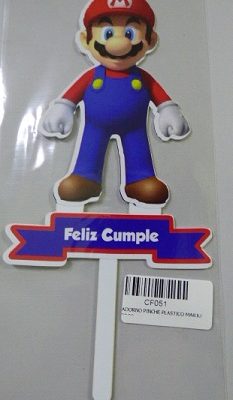 M
Feliz Cumple
CF051
ADORNO PINCHE PLASTICO MARIO